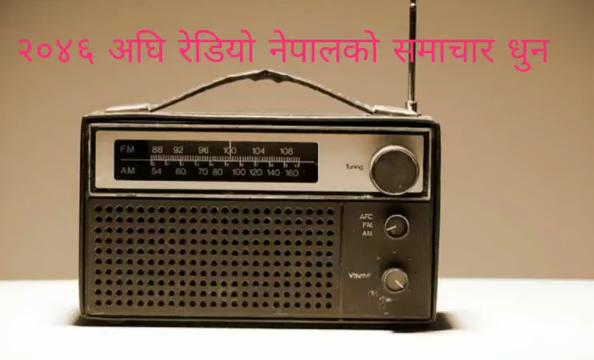 २०४६ अघि रेडियो नेपालको समाचार धुन
FM 88 92 96 100 104 108
AM 54 60 70 80 100 120 140 160
Tuning
AFC
FM
AM
Volume